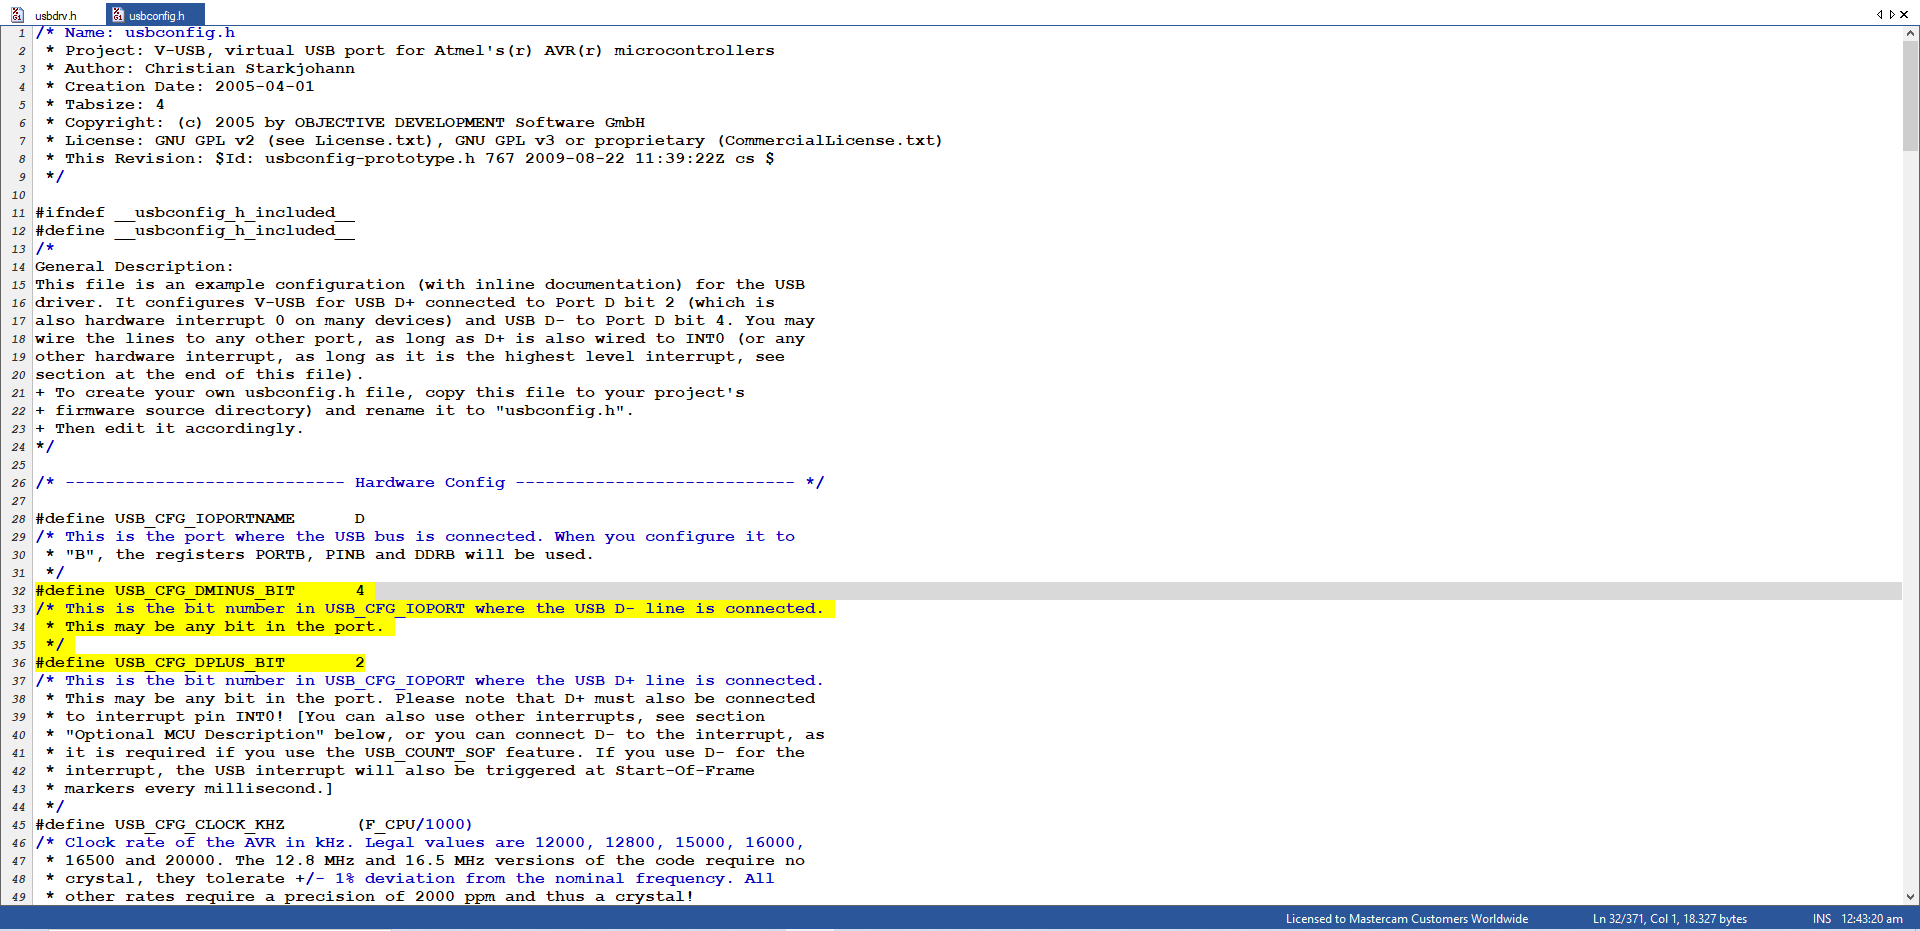 usbdrv.h usbconfig.h
1 /* Name: usbconfig.h
2  * Project: V-USB, virtual USB port for Atmel's(r) AVR(r) microcontrollers
3  * Author: Christian Starkjohann
4  * Creation Date: 2005-04-01
5  * Tabsize: 4
6  * Copyright: (c) 2005 by OBJECTIVE DEVELOPMENT Software GmbH
7  * License: GNU GPL v2 (see License.txt), GNU GPL v3 or proprietary (CommercialLicense.txt)
8  * This Revision: $Id: usbconfig-prototype.h 767 2009-08-22 11:39:22Z cs $
9  */
10
11 #ifndef __usbconfig_h_included__
12 #define __usbconfig_h_included__
13 /*
14 General Description:
15 This file is an example configuration (with inline documentation) for the USB
16 driver. It configures V-USB for USB D+ connected to Port D bit 2 (which is
17 also hardware interrupt 0 on many devices) and USB D- to Port D bit 4. You may
18 wire the lines to any other port, as long as D+ is also wired to INT0 (or any
19 other hardware interrupt, as long as it is the highest level interrupt, see
20 section at the end of this file).
21 + To create your own usbconfig.h file, copy this file to your project's
22 + firmware source directory) and rename it to "usbconfig.h".
23 + Then edit it accordingly.
24 */
25
26 /* ---------------------------- Hardware Config ---------------------------- */
27
28 #define USB_CFG_IOPORTNAME      D
29 /* This is the port where the USB bus is connected. When you configure it to
30  * "B", the registers PORTB, PINB and DDRB will be used.
31  */
32 #define USB_CFG_DMINUS_BIT      4
33 /* This is the bit number in USB_CFG_IOPORT where the USB D- line is connected.
34  * This may be any bit in the port.
35  */
36 #define USB_CFG_DPLUS_BIT       2
37 /* This is the bit number in USB_CFG_IOPORT where the USB D+ line is connected.
38  * This may be any bit in the port. Please note that D+ must also be connected
39  * to interrupt pin INT0! [You can also use other interrupts, see section
40  * "Optional MCU Description" below, or you can connect D- to the interrupt, as
41  * it is required if you use the USB_COUNT_SOF feature. If you use D- for the
42  * interrupt, the USB interrupt will also be triggered at Start-Of-Frame
43  * markers every millisecond.]
44  */
45 #define USB_CFG_CLOCK_KHZ       (F_CPU/1000)
46 /* Clock rate of the AVR in kHz. Legal values are 12000, 12800, 15000, 16000,
47  * 16500 and 20000. The 12.8 MHz and 16.5 MHz versions of the code require no
48  * crystal, they tolerate +/- 1% deviation from the nominal frequency. All
49  * other rates require a precision of 2000 ppm and thus a crystal!
Licensed to Mastercam Customers Worldwide Ln 32/371, Col 1, 18.327 bytes INS 12:43:20 am